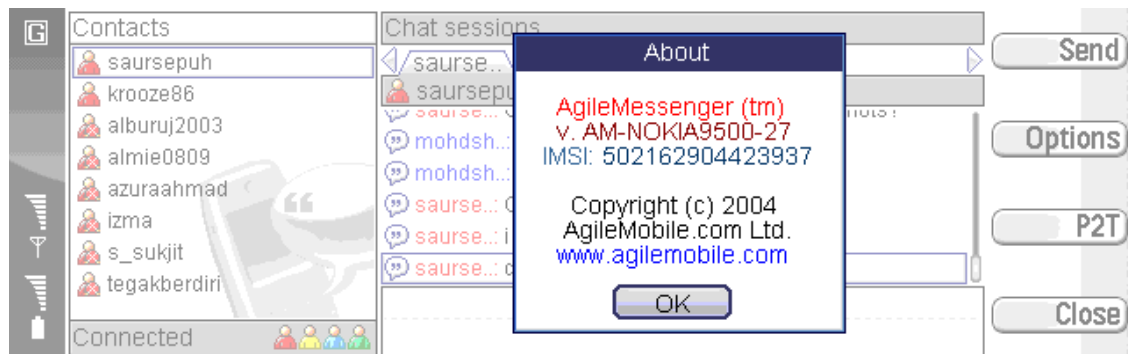 Contacts
saursepuh
krooze86
alburuj2003
almie0809
azuraahmad
izma
s_sukjit
tegakberdiri
Connected
Chat sessions
saurse..
saursepu
saurse..:
mohdsh..:
mohdsh..:
saurse..:
saurse..: i
saurse..:
About
AgileMessenger (tm)
v. AM-NOKIA9500-27
IMSI: 502162904423937
Copyright (c) 2004
AgileMobile.com Ltd.
www.agilemobile.com
OK
Send
Options
P2T
Close